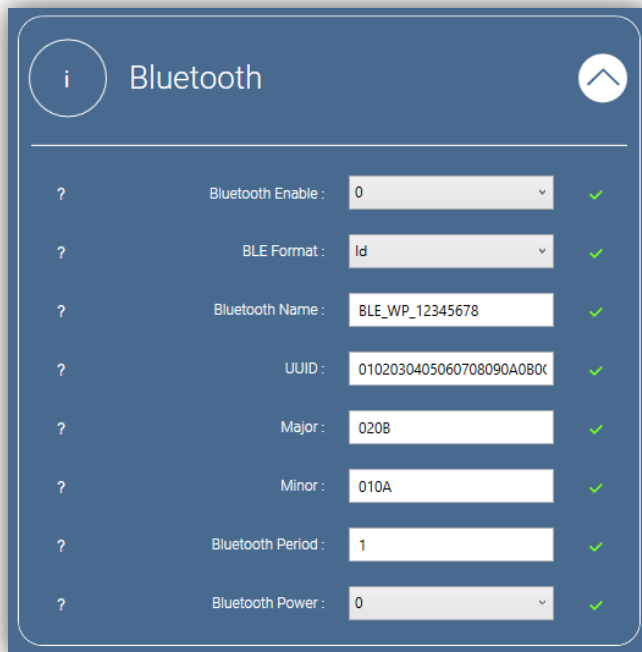 i Bluetooth
? Bluetooth Enable : 0
? BLE Format : Id
? Bluetooth Name : BLE_WP_12345678
? UUID : 0102030405060708090A0B0
? Major : 020B
? Minor : 010A
? Bluetooth Period : 1
? Bluetooth Power : 0